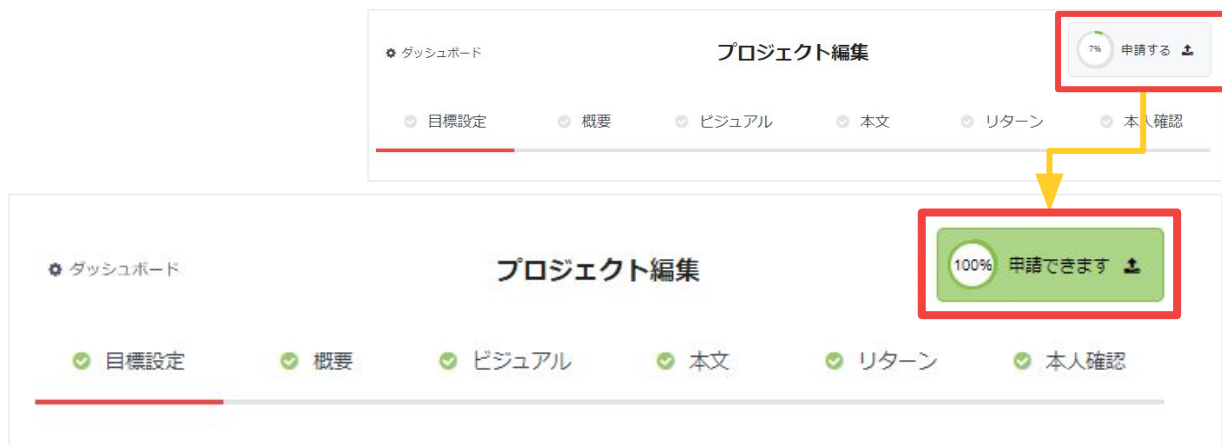 ダッシュボード
プロジェクト編集
7% 申請する
目標設定 概要 ビジュアル 本文 リターン 本人確認
ダッシュボード
プロジェクト編集
100% 申請できます
目標設定 概要 ビジュアル 本文 リターン 本人確認